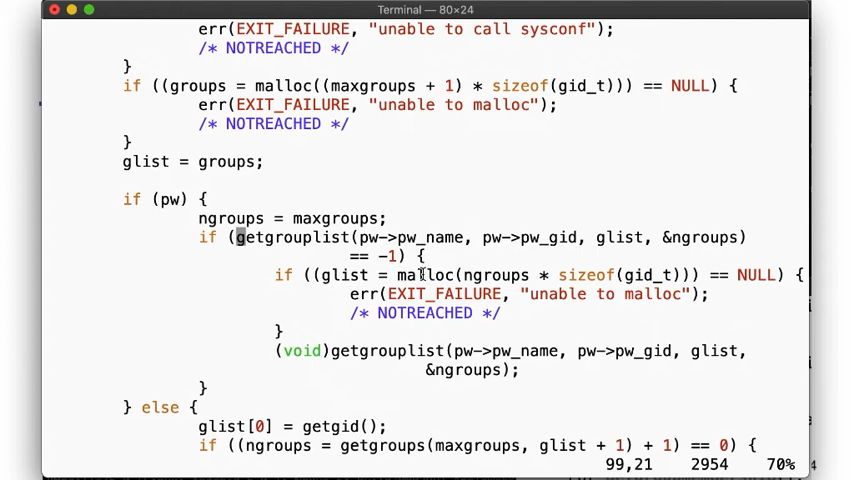 Terminal — 80×24
err(EXIT_FAILURE, "unable to call sysconf");
/* NOTREACHED */
}
if ((groups = malloc((maxgroups + 1) * sizeof(gid_t))) == NULL) {
err(EXIT_FAILURE, "unable to malloc");
/* NOTREACHED */
}
glist = groups;
if (pw) {
ngroups = maxgroups;
if (getgrouplist(pw->pw_name, pw->pw_gid, glist, &ngroups)
== -1) {
if ((glist = malloc(ngroups * sizeof(gid_t))) == NULL) {
err(EXIT_FAILURE, "unable to malloc");
/* NOTREACHED */
}
(void)getgrouplist(pw->pw_name, pw->pw_gid, glist,
&ngroups);
}
} else {
glist[0] = getgid();
if ((ngroups = getgroups(maxgroups, glist + 1) + 1) == 0) {
99,21 2954 70%